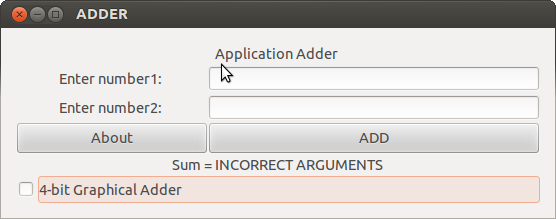 ADDER
Application Adder
Enter number1:
Enter number2:
About ADD
Sum = INCORRECT ARGUMENTS
4-bit Graphical Adder